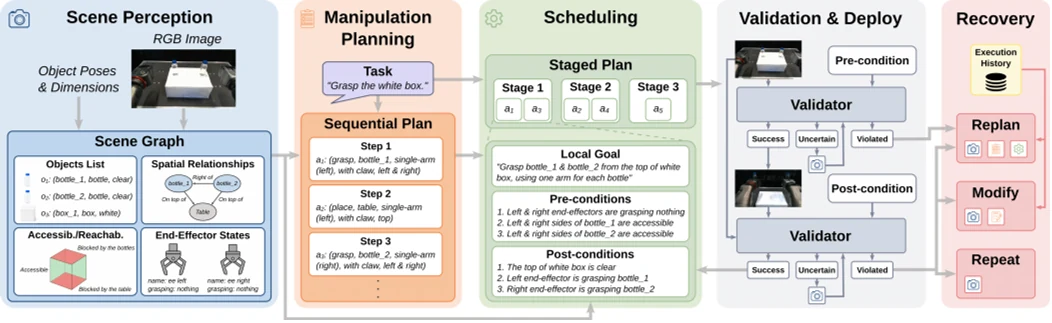 Scene Perception
RGB Image
Object Poses
& Dimensions
Scene Graph
Objects List
o₁: (bottle_1, bottle, clear)
o₂: (bottle_2, bottle, clear)
o₃: (box_1, box, white)
Spatial Relationships
Right of
bottle_1
bottle_2
On top of
On top of
Table
Accessib./Reachab.
Blocked by the bottles
Accessible
Blocked by the table
End-Effector States
name: ee left
grasping: nothing
name: ee right
grasping: nothing
Manipulation
Planning
Task
"Grasp the white box."
Sequential Plan
Step 1
a₁: (grasp, bottle_1, single-arm
(left), with claw, left & right)
Step 2
a₂: (place, table, single-arm
(left), with claw, top)
Step 3
a₃: (grasp, bottle_2, single-arm
(right), with claw, left & right)
Scheduling
Staged Plan
Stage 1
a₁
a₃
Stage 2
a₂
a₄
Stage 3
a₅
Local Goal
"Grasp bottle_1 & bottle_2 from the top of white
box, using one arm for each bottle"
Pre-conditions
1. Left & right end-effectors are grasping nothing
2. Left & right sides of bottle_1 are accessible
3. Left & right sides of bottle_2 are accessible
Post-conditions
1. The top of white box is clear
2. Left end-effector is grasping bottle_1
3. Right end-effector is grasping bottle_2
Validation & Deploy
Pre-condition
Validator
Success
Uncertain
Violated
Post-condition
Validator
Success
Uncertain
Violated
Recovery
Execution
History
Replan
Modify
Repeat